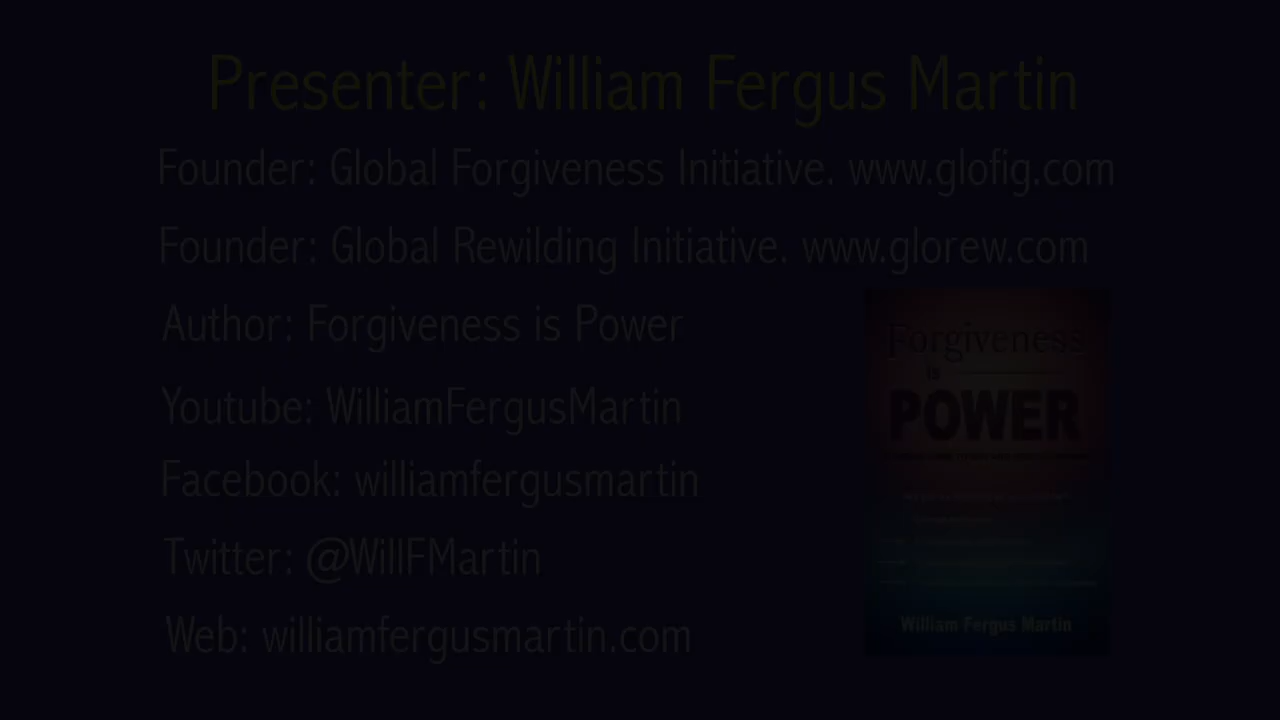 Presenter: William Fergus Martin
Founder: Global Forgiveness Initiative. www.glofig.com
Founder: Global Rewilding Initiative. www.glorew.com
Author: Forgiveness is Power
Youtube: WilliamFergusMartin
Facebook: williamfergusmartin
Twitter: @WillFMartin
Web: williamfergusmartin.com
Forgiveness
is
POWER
William Fergus Martin